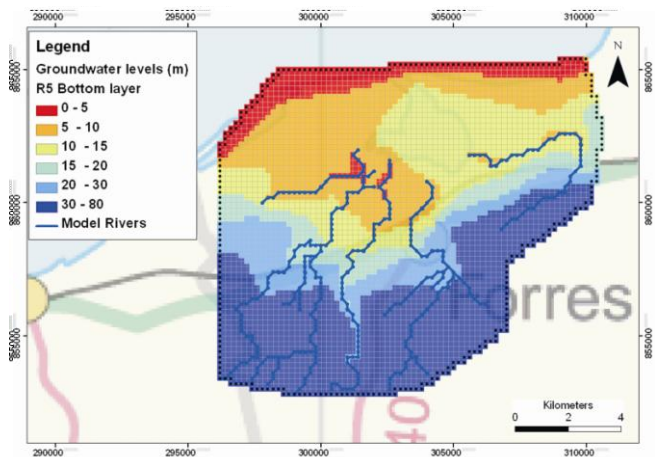 290000 295000 300000 305000 310000
865000 865000
Legend
Groundwater levels (m)
R5 Bottom layer
0 - 5
5 - 10
10 - 15
15 - 20
20 - 30
30 - 80
Model Rivers
N
860000 860000
Forres
855000 855000
40
Kilometers
0 2 4
290000 295000 300000 305000 310000